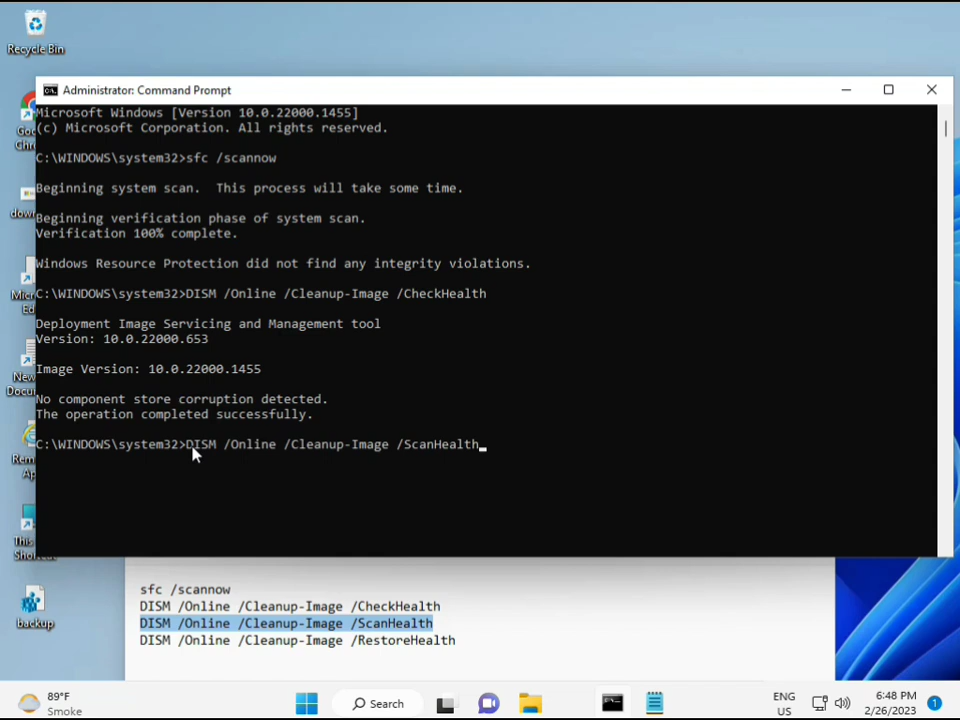 Recycle Bin
Administrator: Command Prompt
Microsoft Windows [Version 10.0.22000.1455]
(c) Microsoft Corporation. All rights reserved.
C:\WINDOWS\system32>sfc /scannow
Beginning system scan.  This process will take some time.
Beginning verification phase of system scan.
Verification 100% complete.
Windows Resource Protection did not find any integrity violations.
C:\WINDOWS\system32>DISM /Online /Cleanup-Image /CheckHealth
Deployment Image Servicing and Management tool
Version: 10.0.22000.653
Image Version: 10.0.22000.1455
No component store corruption detected.
The operation completed successfully.
C:\WINDOWS\system32>DISM /Online /Cleanup-Image /ScanHealth
backup
sfc /scannow
DISM /Online /Cleanup-Image /CheckHealth
DISM /Online /Cleanup-Image /ScanHealth
DISM /Online /Cleanup-Image /RestoreHealth
89°F
Smoke
Search
ENG
US
6:48 PM
2/26/2023
1